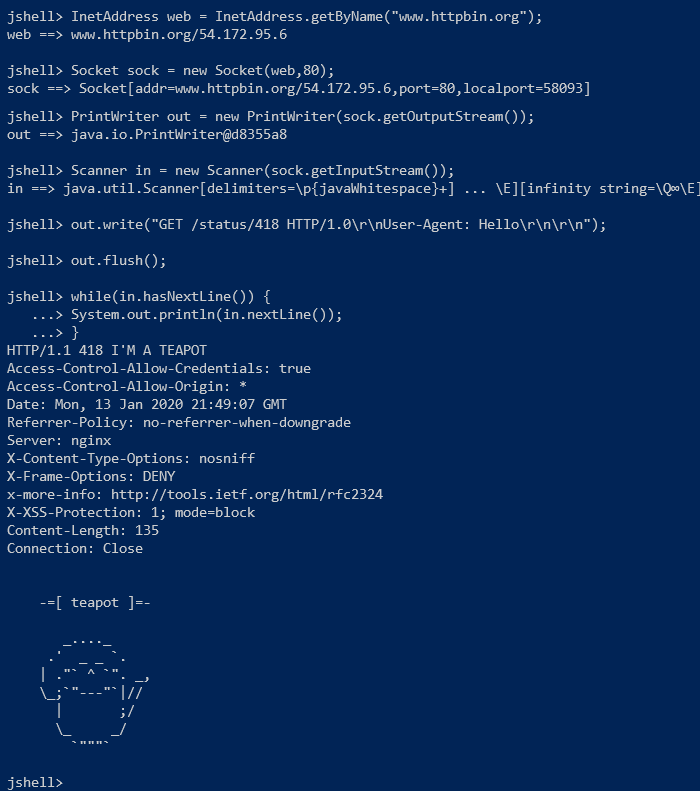 jshell> InetAddress web = InetAddress.getByName("www.httpbin.org");
web ==> www.httpbin.org/54.172.95.6

jshell> Socket sock = new Socket(web,80);
sock ==> Socket[addr=www.httpbin.org/54.172.95.6,port=80,localport=58093]

jshell> PrintWriter out = new PrintWriter(sock.getOutputStream());
out ==> java.io.PrintWriter@d8355a8

jshell> Scanner in = new Scanner(sock.getInputStream());
in ==> java.util.Scanner[delimiters=\p{javaWhitespace}+] ... \E][infinity string=\Q∞\E]

jshell> out.write("GET /status/418 HTTP/1.0\r\nUser-Agent: Hello\r\n\r\n");

jshell> out.flush();

jshell> while(in.hasNextLine()) {
   ...> System.out.println(in.nextLine());
   ...> }
HTTP/1.1 418 I'M A TEAPOT
Access-Control-Allow-Credentials: true
Access-Control-Allow-Origin: *
Date: Mon, 13 Jan 2020 21:49:07 GMT
Referrer-Policy: no-referrer-when-downgrade
Server: nginx
X-Content-Type-Options: nosniff
X-Frame-Options: DENY
x-more-info: http://tools.ietf.org/html/rfc2324
X-XSS-Protection: 1; mode=block
Content-Length: 135
Connection: Close


    -=[ teapot ]=-

       _...._
     .'  _ _ `.
    | ."` ^ `". _,
    \_;`"---"`|//
      |       ;/
      \_     _/
        `"""`

jshell>